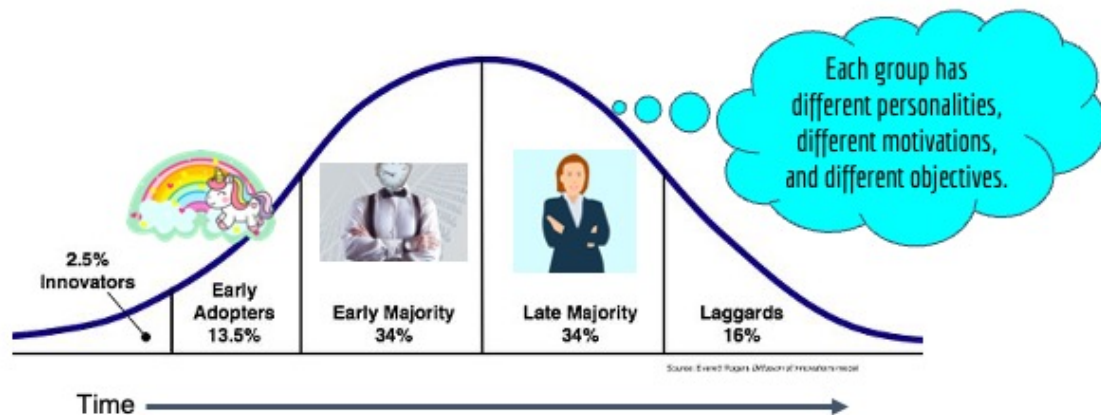 Each group has
different personalities,
different motivations,
and different objectives.
2.5%
Innovators
Early
Adopters
13.5%
Early Majority
34%
Late Majority
34%
Laggards
16%
Source: Everett Rogers Diffusion of innovations model
Time